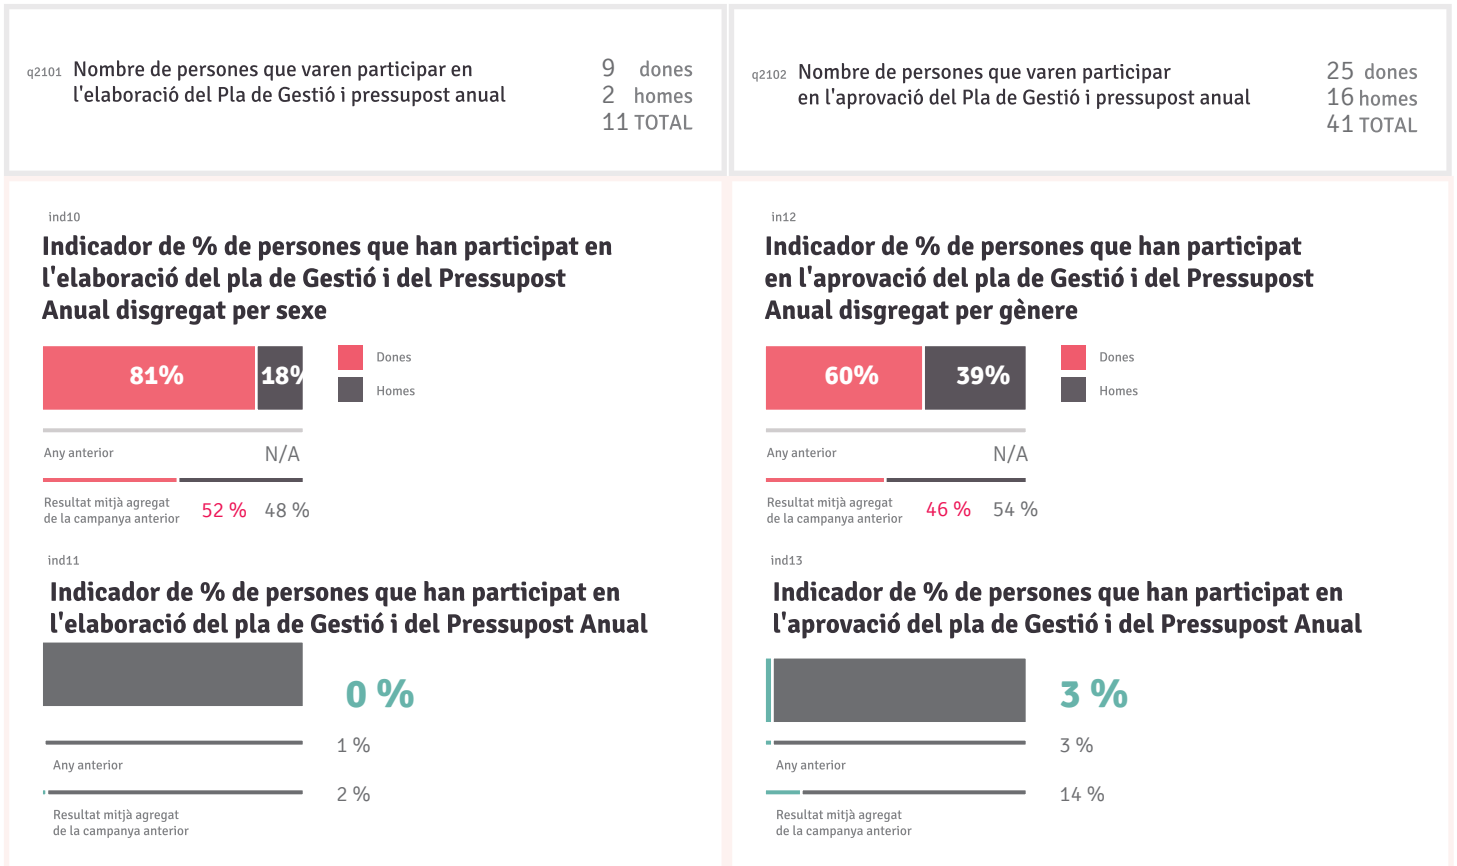 q2101 Nombre de persones que varen participar en
l'elaboració del Pla de Gestió i pressupost anual
9 dones
2 homes
11 TOTAL
q2102 Nombre de persones que varen participar
en l'aprovació del Pla de Gestió i pressupost anual
25 dones
16 homes
41 TOTAL
ind10
Indicador de % de persones que han participat en
l'elaboració del pla de Gestió i del Pressupost
Anual disgregat per sexe
81% 18%
Dones
Homes
Any anterior N/A
Resultat mitjà agregat
de la campanya anterior
52 % 48 %
ind11
Indicador de % de persones que han participat en
l'elaboració del pla de Gestió i del Pressupost Anual
0 %
1 %
Any anterior
2 %
Resultat mitjà agregat
de la campanya anterior
in12
Indicador de % de persones que han participat
en l'aprovació del pla de Gestió i del Pressupost
Anual disgregat per gènere
60% 39%
Dones
Homes
Any anterior N/A
Resultat mitjà agregat
de la campanya anterior
46 % 54 %
ind13
Indicador de % de persones que han participat en
l'aprovació del pla de Gestió i del Pressupost Anual
3 %
3 %
Any anterior
14 %
Resultat mitjà agregat
de la campanya anterior